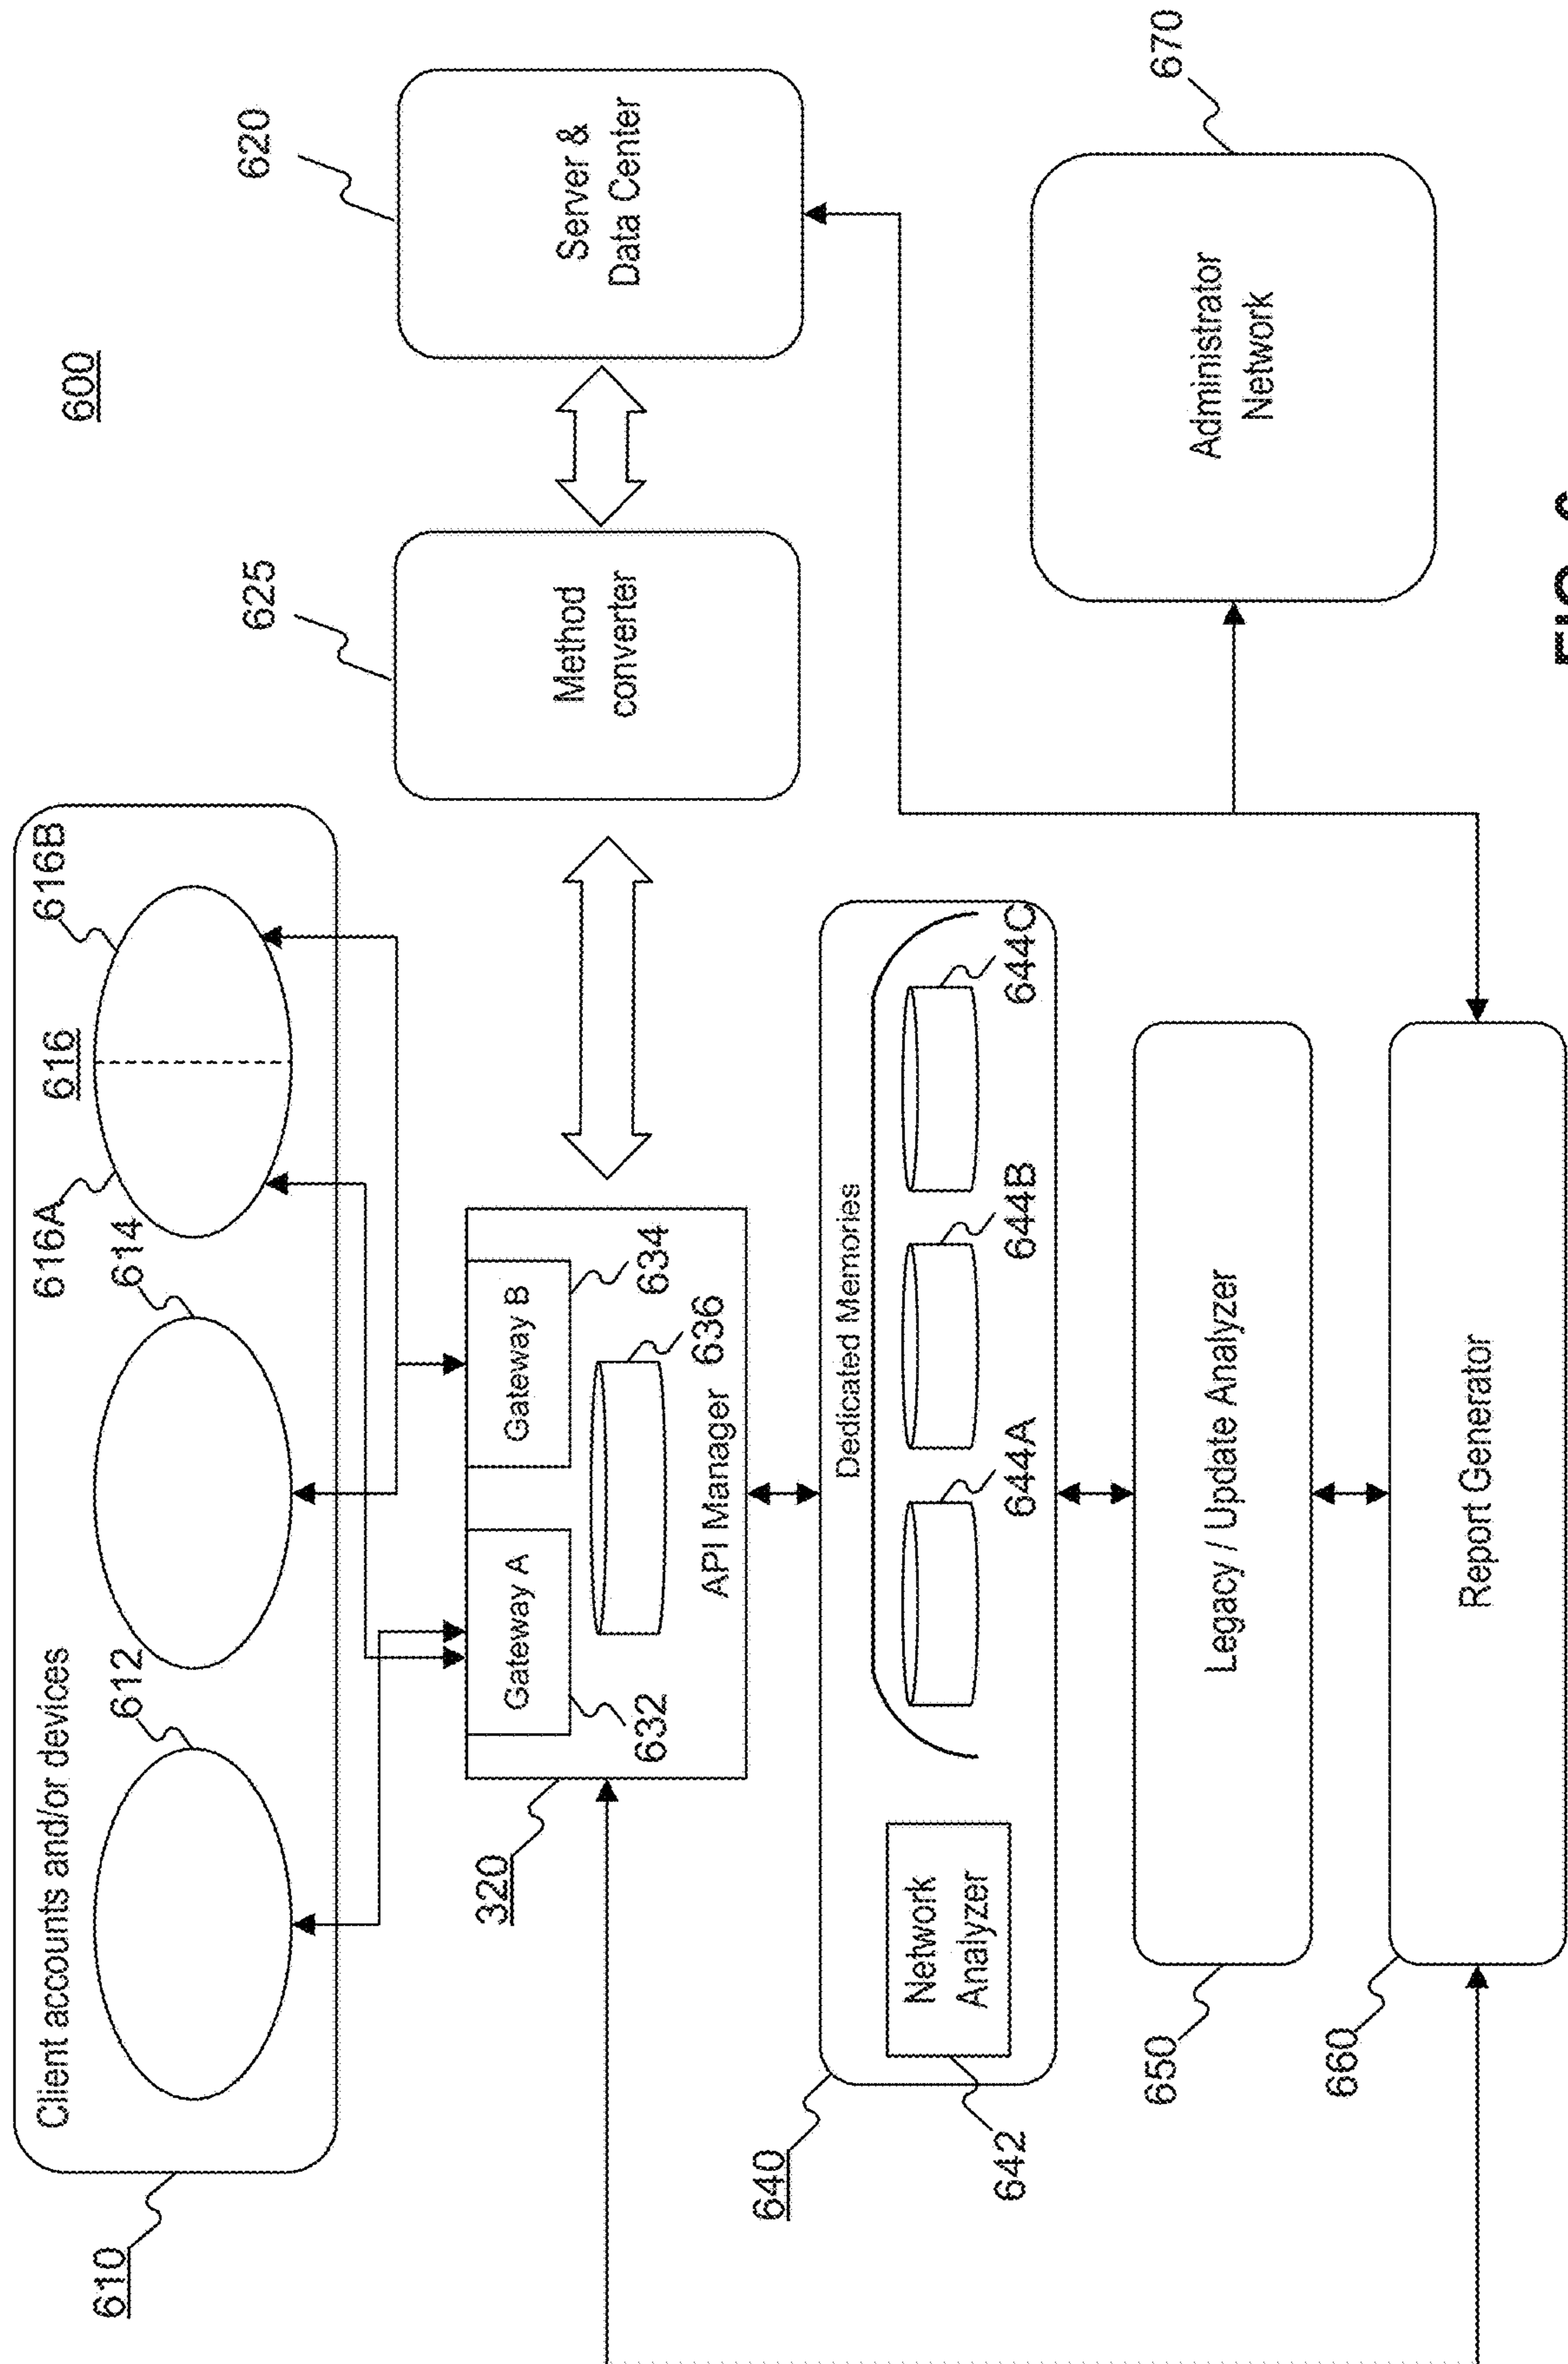 600
610
Client accounts and/or devices
612
614
616A
616
616B
320
Gateway A
Gateway B
632
634
636
API Manager
625
Method
converter
620
Server &
Data Center
640
Dedicated Memories
Network
Analyzer
642
644A
644B
644C
650
Legacy / Update Analyzer
660
Report Generator
670
Administrator
Network